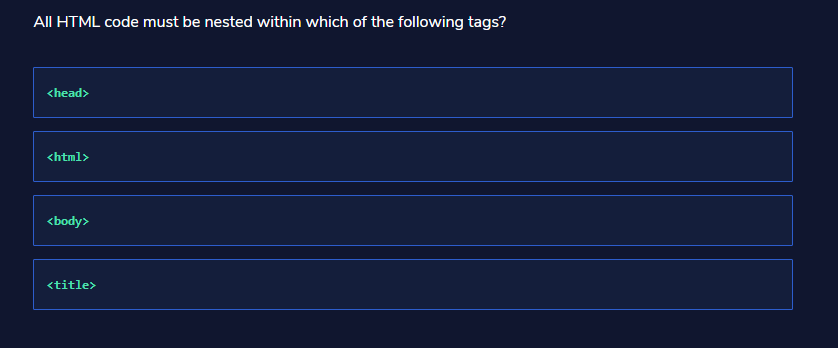 All HTML code must be nested within which of the following tags?
<head>
<html>
<body>
<title>